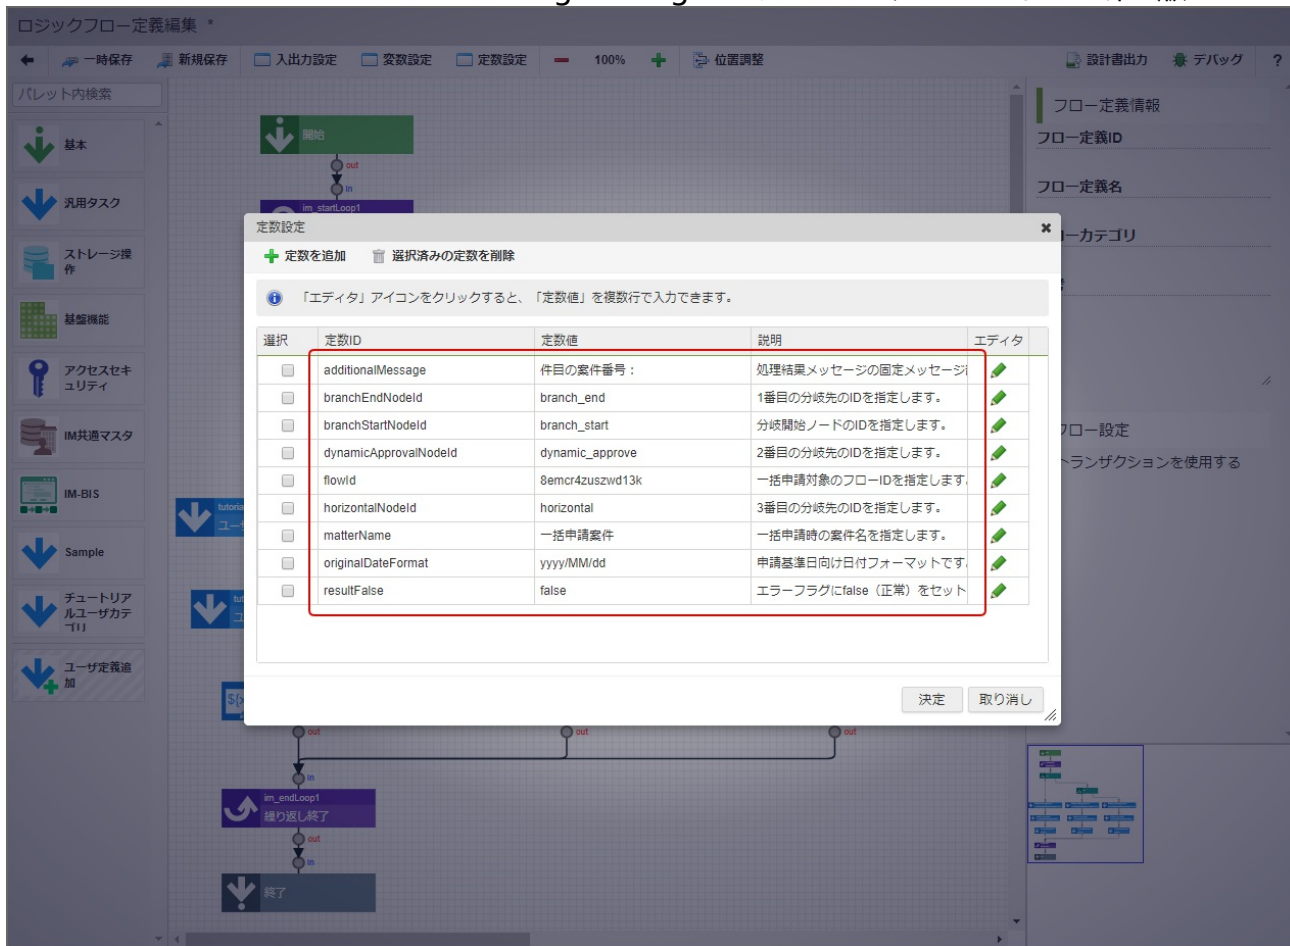 ロジックフロー定義編集 *
一時保存 新規保存 入出力設定 変数設定 定数設定 100% 位置調整 設計書出力 デバッグ ?
パレット内検索
基本
汎用タスク
ストレージ操
作
基盤機能
アクセスセキ
ュリティ
IM共通マスタ
IM-BIS
Sample
チュートリア
ルユーザカテ
ゴリ
ユーザ定義追
加
開始
out
in
im_startLoop1
フロー定義情報
フロー定義ID
フロー定義名
ーカテゴリ
フロー設定
トランザクションを使用する
定数設定
定数を追加 選択済みの定数を削除
「エディタ」アイコンをクリックすると、「定数値」を複数行で入力できます。
選択 定数ID 定数値 説明 エディタ
additionalMessage 件目の案件番号： 処理結果メッセージの固定メッセージ
branchEndNodeId branch_end 1番目の分岐先のIDを指定します。
branchStartNodeId branch_start 分岐開始ノードのIDを指定します。
dynamicApprovalNodeId dynamic_approve 2番目の分岐先のIDを指定します。
flowId 8emcr4zuszwd13k 一括申請対象のフローIDを指定します
horizontalNodeId horizontal 3番目の分岐先のIDを指定します。
matterName 一括申請案件 一括申請時の案件名を指定します。
originalDateFormat yyyy/MM/dd 申請基準日向け日付フォーマットです
resultFalse false エラーフラグにfalse（正常）をセット
決定 取り消し
tutoria
ユー
tut
ユ
out out out
in
im_endLoop1
繰り返し終了
out
in
終了